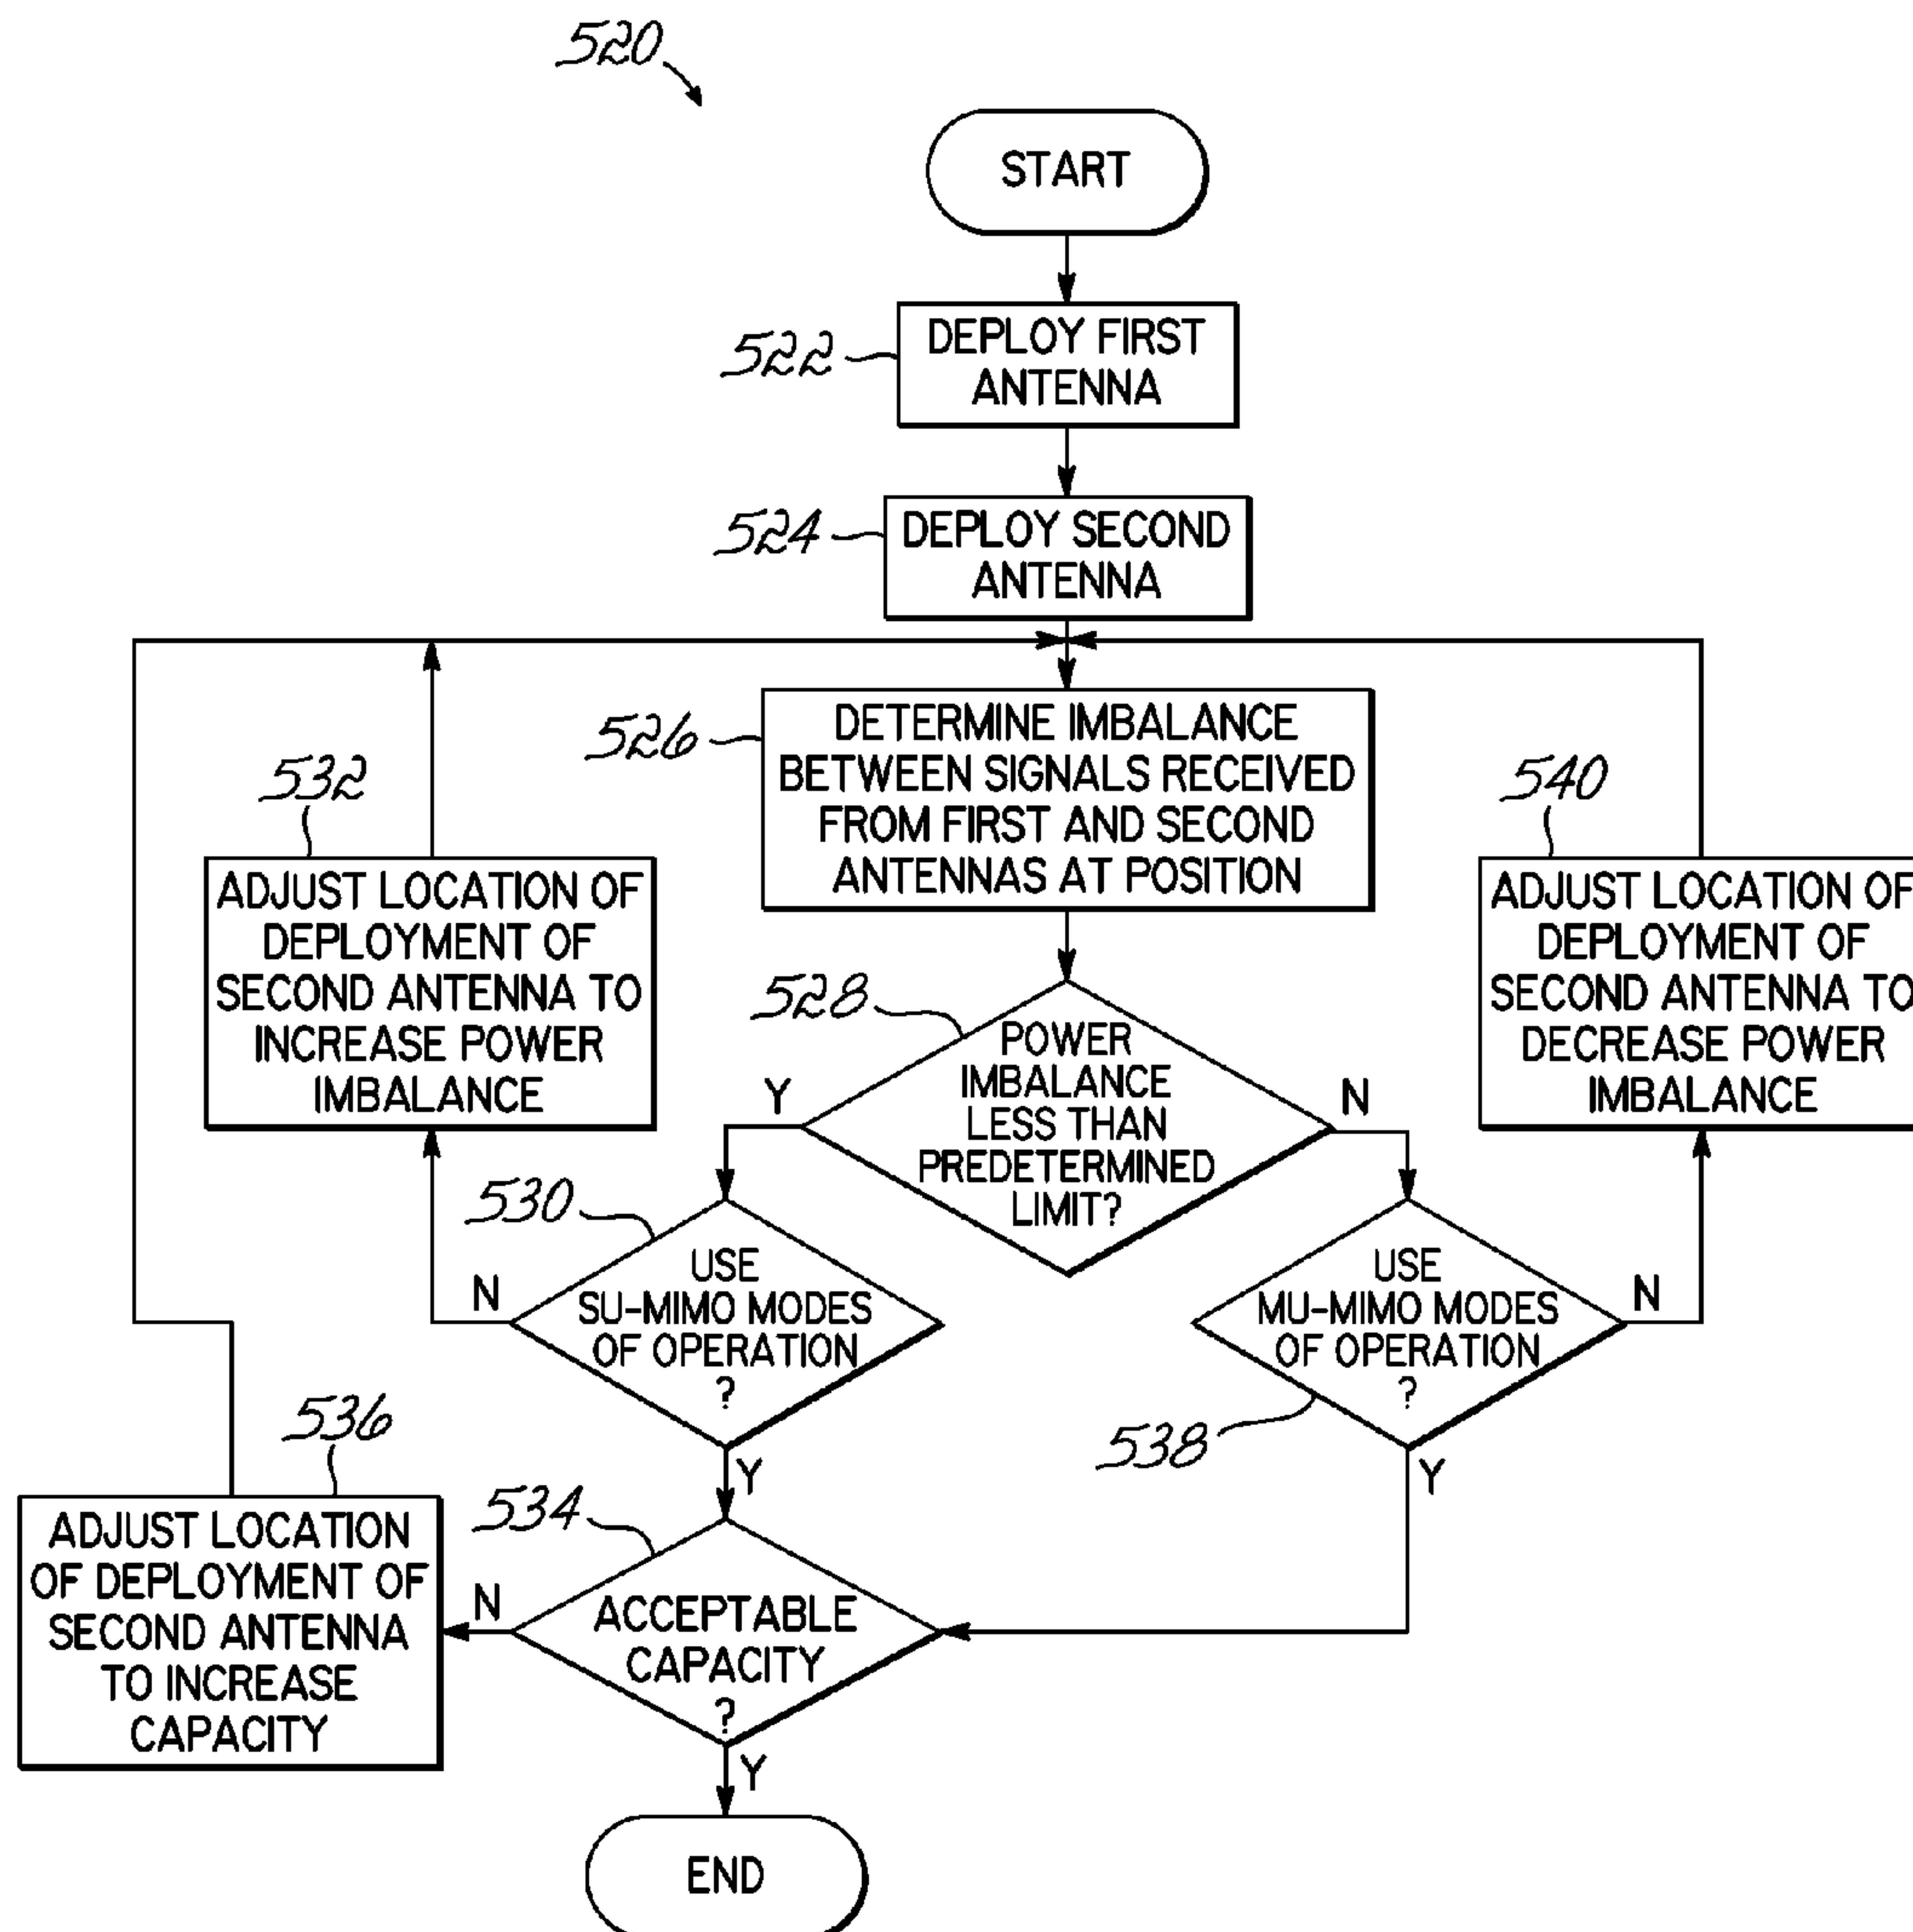 520
START
522
DEPLOY FIRST
ANTENNA
524
DEPLOY SECOND
ANTENNA
526
DETERMINE IMBALANCE
BETWEEN SIGNALS RECEIVED
FROM FIRST AND SECOND
ANTENNAS AT POSITION
532
ADJUST LOCATION OF
DEPLOYMENT OF
SECOND ANTENNA TO
INCREASE POWER
IMBALANCE
540
ADJUST LOCATION OF
DEPLOYMENT OF
SECOND ANTENNA TO
DECREASE POWER
IMBALANCE
528
POWER
IMBALANCE
LESS THAN
PREDETERMINED
LIMIT?
Y
N
530
USE
SU-MIMO MODES
OF OPERATION
?
N
Y
USE
MU-MIMO MODES
OF OPERATION
?
N
538
Y
536
ADJUST LOCATION
OF DEPLOYMENT OF
SECOND ANTENNA
TO INCREASE
CAPACITY
534
N
ACCEPTABLE
CAPACITY
?
Y
END